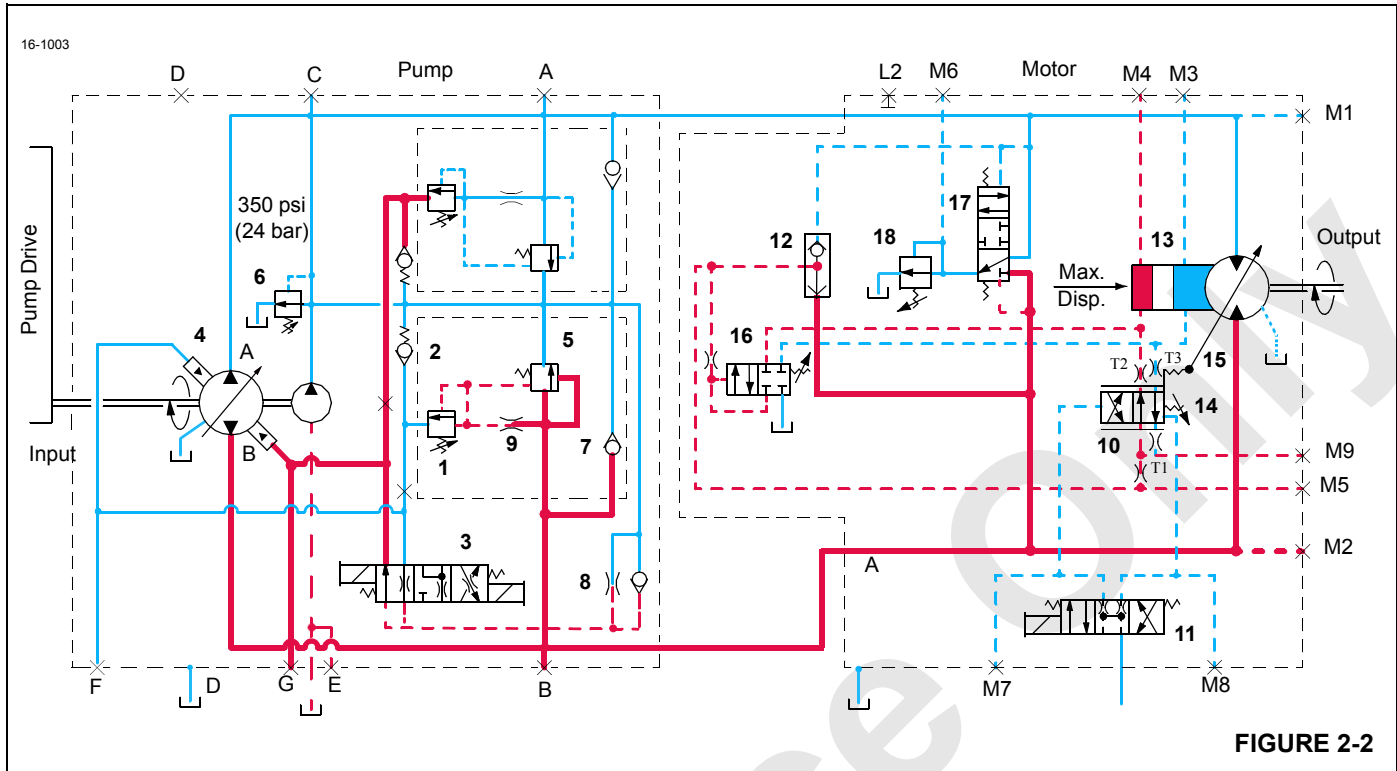 16-1003
D
C
Pump
A
L2
M6
Motor
M4
M3
M1
Pump Drive
350 psi
(24 bar)
6
17
12
18
13
Output
Max.
Disp.
4
A
2
5
16
T2
T3
15
14
Input
B
1
9
7
10
T1
M9
M5
3
8
A
M2
11
F
D
G
E
B
M7
M8
FIGURE 2-2
e Only